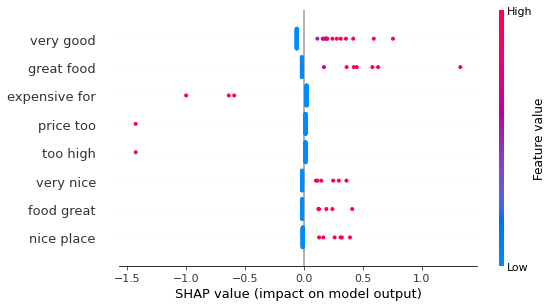 High
very good
great food
expensive for
price too
too high
very nice
food great
nice place
Feature value
Low
−1.5 −1.0 −0.5 0.0 0.5 1.0
SHAP value (impact on model output)